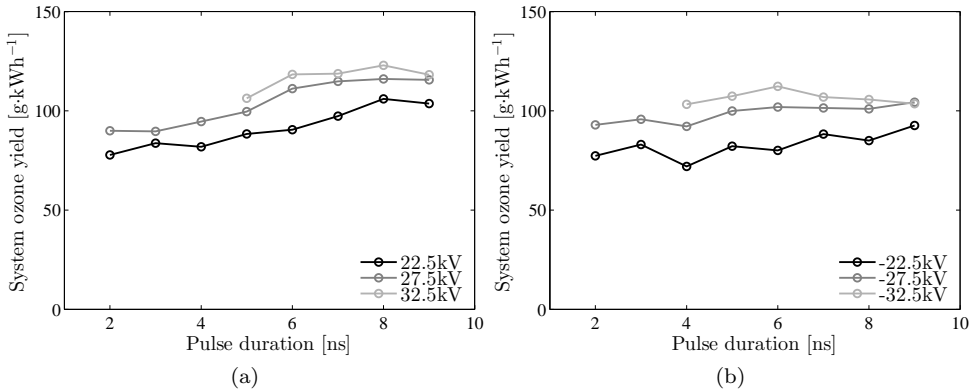 150
100
50
0
System ozone yield [g·kWh⁻¹]
2 4 6 8 10
Pulse duration [ns]
22.5kV
27.5kV
32.5kV
(a)
150
100
50
0
System ozone yield [g·kWh⁻¹]
2 4 6 8 10
Pulse duration [ns]
-22.5kV
-27.5kV
-32.5kV
(b)